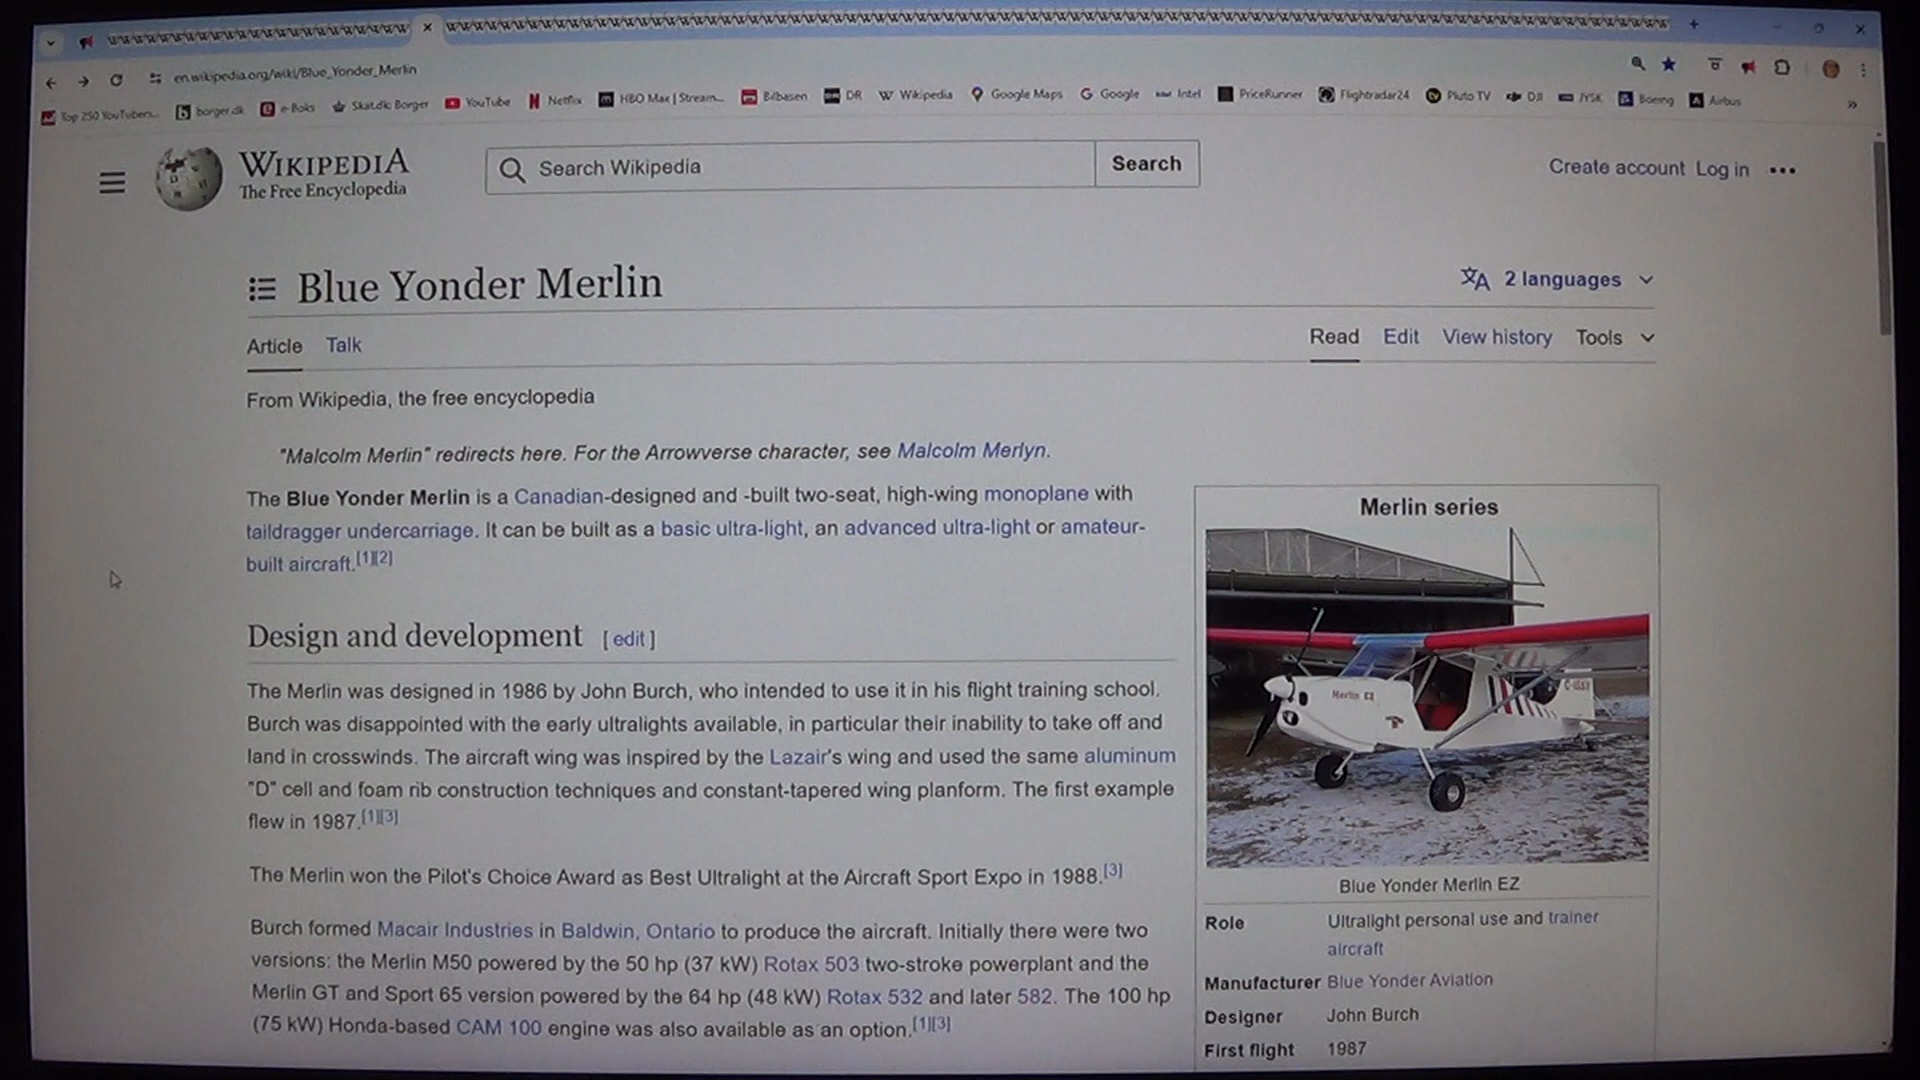 en.wikipedia.org/wiki/Blue_Yonder_Merlin
Top 250 YouTubers... borger.dk e-Boks Skat.dk: Borger YouTube Netflix HBO Max | Stream... Bilbasen DR Wikipedia Google Maps Google Intel PriceRunner Flightradar24 Pluto TV DJI JYSK Boeing Airbus
WIKIPEDIA
The Free Encyclopedia
Search Wikipedia
Search
Create account Log in
Blue Yonder Merlin
2 languages
Article Talk
Read Edit View history Tools
From Wikipedia, the free encyclopedia
"Malcolm Merlin" redirects here. For the Arrowverse character, see Malcolm Merlyn.
The Blue Yonder Merlin is a Canadian-designed and -built two-seat, high-wing monoplane with
taildragger undercarriage. It can be built as a basic ultra-light, an advanced ultra-light or amateur-
built aircraft.[1][2]
Design and development [ edit ]
The Merlin was designed in 1986 by John Burch, who intended to use it in his flight training school.
Burch was disappointed with the early ultralights available, in particular their inability to take off and
land in crosswinds. The aircraft wing was inspired by the Lazair's wing and used the same aluminum
"D" cell and foam rib construction techniques and constant-tapered wing planform. The first example
flew in 1987.[1][3]
The Merlin won the Pilot's Choice Award as Best Ultralight at the Aircraft Sport Expo in 1988.[3]
Burch formed Macair Industries in Baldwin, Ontario to produce the aircraft. Initially there were two
versions: the Merlin M50 powered by the 50 hp (37 kW) Rotax 503 two-stroke powerplant and the
Merlin GT and Sport 65 version powered by the 64 hp (48 kW) Rotax 532 and later 582. The 100 hp
(75 kW) Honda-based CAM 100 engine was also available as an option.[1][3]
Merlin series
Merlin EZ
Blue Yonder Merlin EZ
Role Ultralight personal use and trainer
aircraft
Manufacturer Blue Yonder Aviation
Designer John Burch
First flight 1987